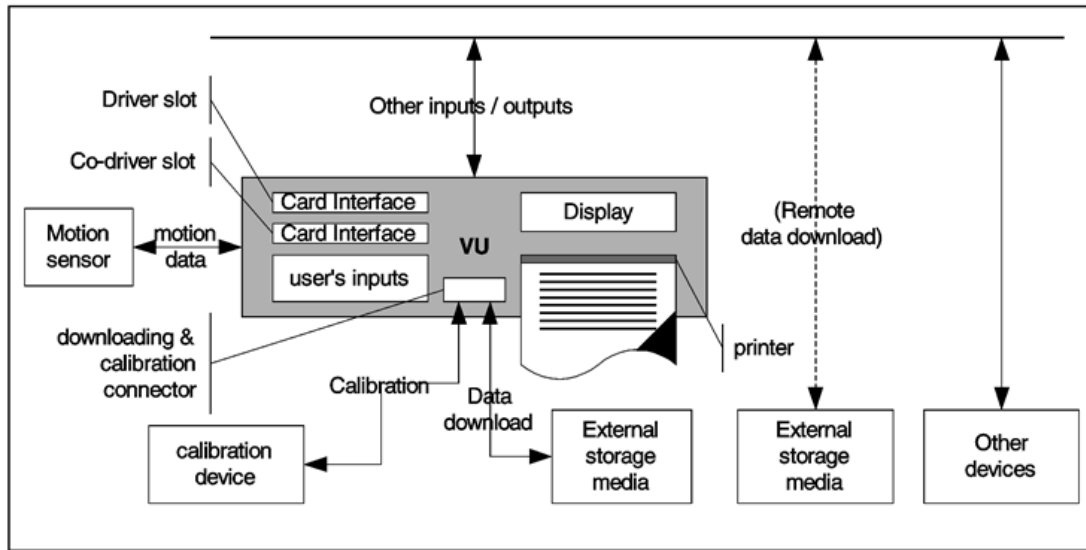 Driver slot
Other inputs / outputs
Co-driver slot
Card Interface
Card Interface
Display
(Remote
data download)
Motion
sensor
motion
data
VU
user's inputs
downloading &
calibration
connector
printer
Calibration
Data
download
calibration
device
External
storage
media
External
storage
media
Other
devices